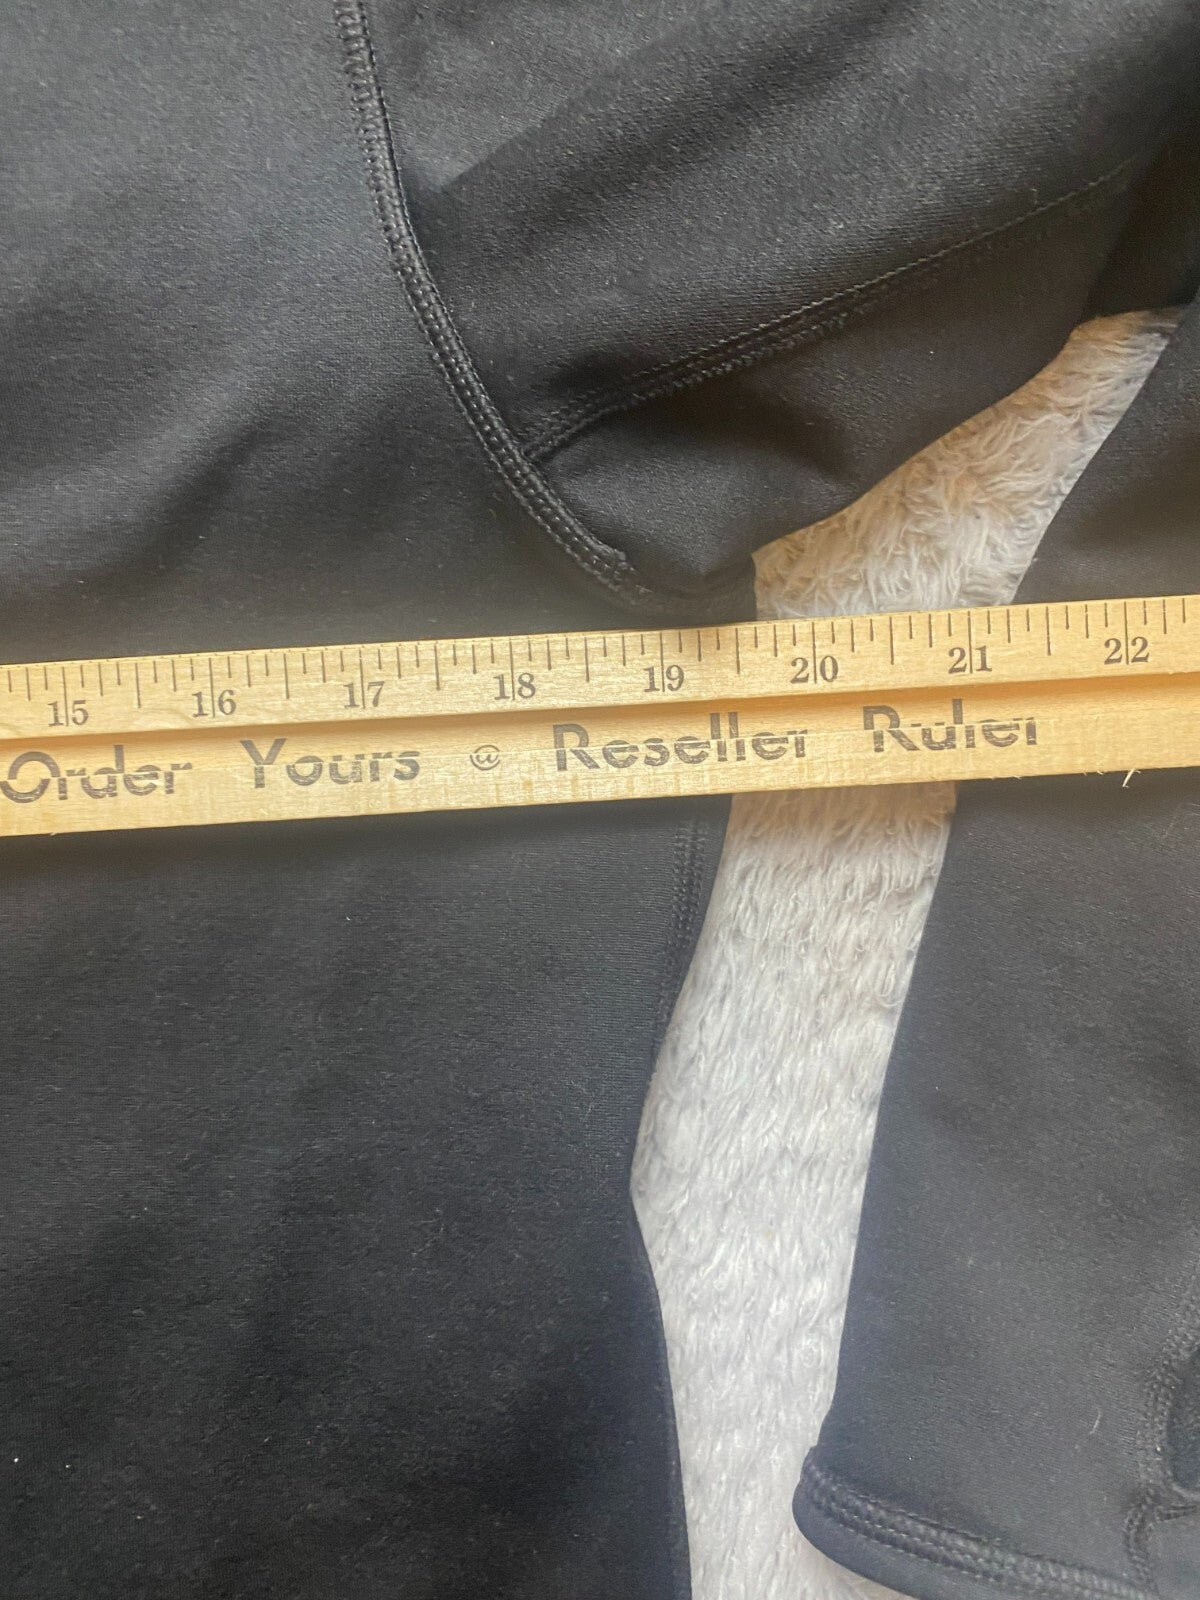 15 16 17 18 19 20 21 22
Order Yours @ Reseller Ruler